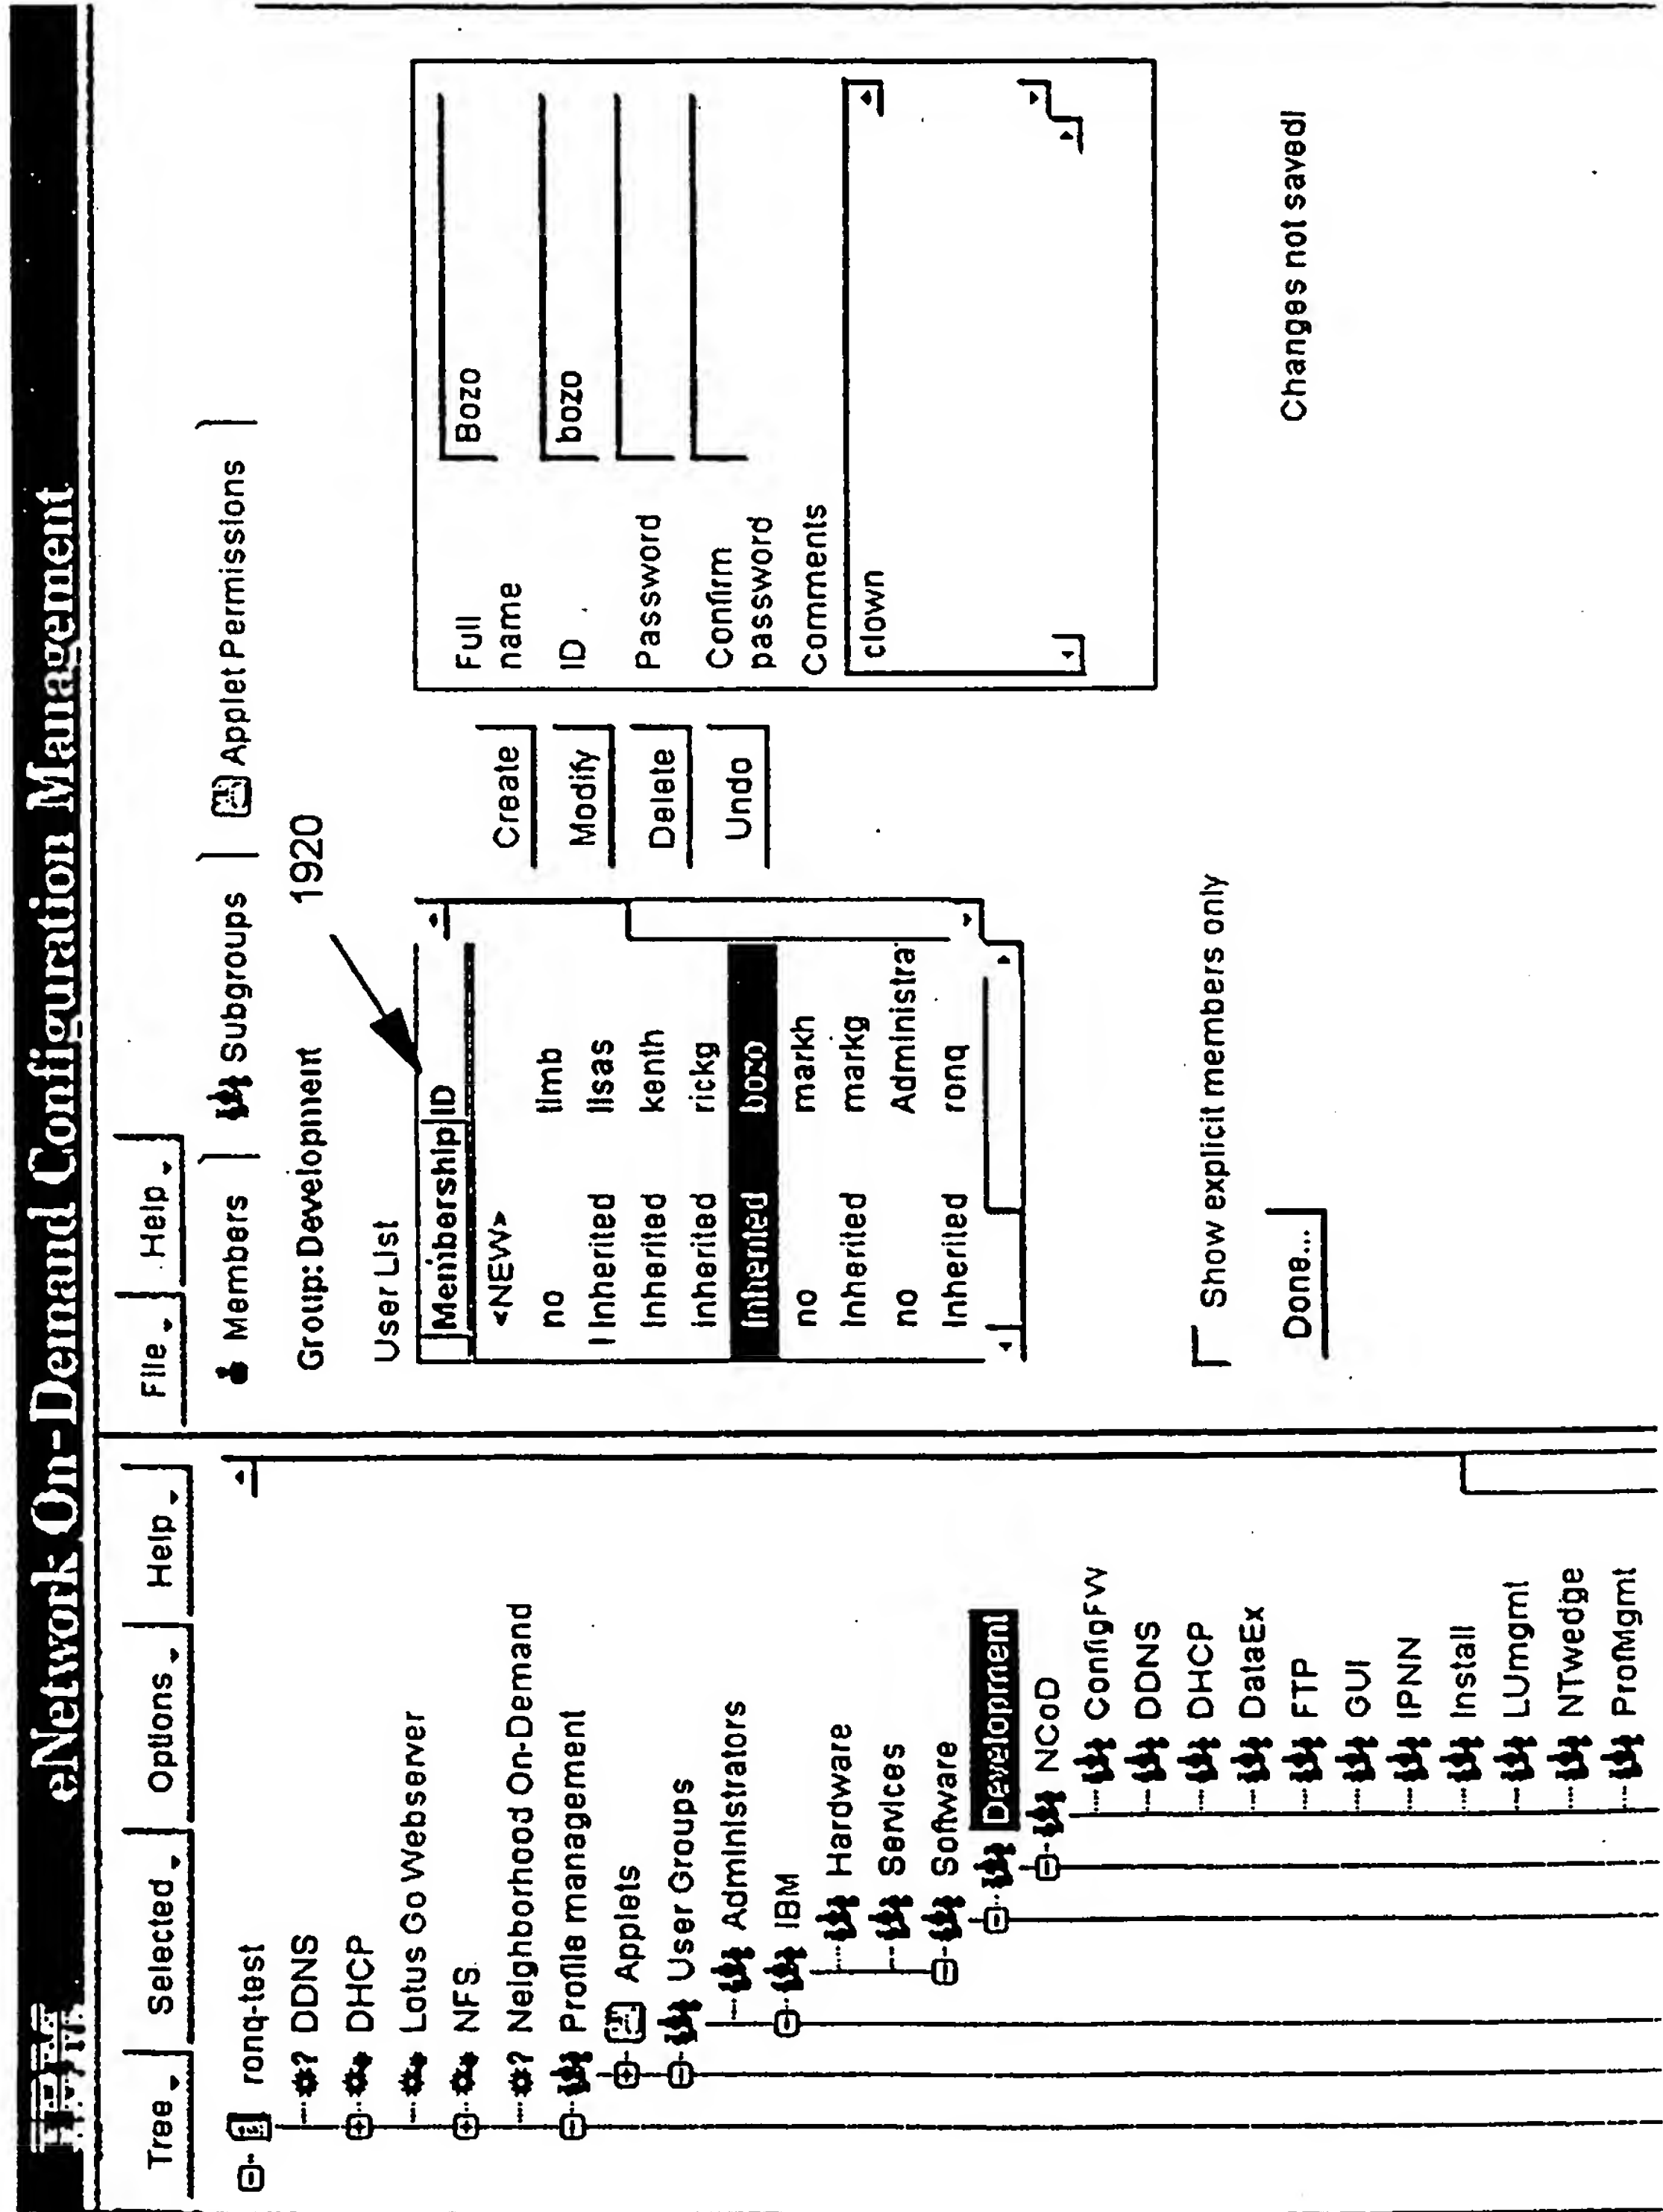 IBM eNetwork On-Demand Configuration Management
Tree Selected Options Help
ronq-test
? DDNS
DHCP
Lotus Go Webserver
NFS
? Neighborhood On-Demand
Profile management
Applets
User Groups
Administrators
IBM
Hardware
Services
Software
Development
NCoD
ConfigFW
DDNS
DHCP
DataEx
FTP
GUI
IPNN
Install
LUmgmt
NTwedge
ProfMgmt
File Help
Members Subgroups Applet Permissions
Group: Development
1920
User List
Membership ID
<NEW>
no timb
Inherited lisas
Inherited kenth
inherited rickg
Inherited bozo
no markh
Inherited markg
no Administra
Inherited ronq
Create
Modify
Delete
Undo
Full name Bozo
ID bozo
Password
Confirm password
Comments
clown
Show explicit members only
Done...
Changes not saved!